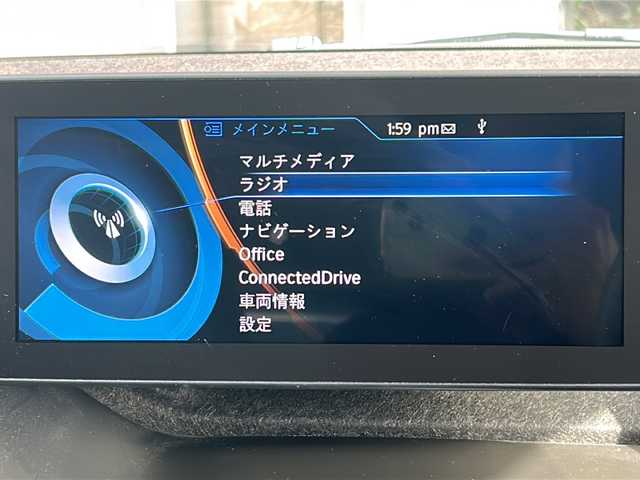 メインメニュー 1:59 pm
マルチメディア
ラジオ
電話
ナビゲーション
Office
ConnectedDrive
車両情報
設定